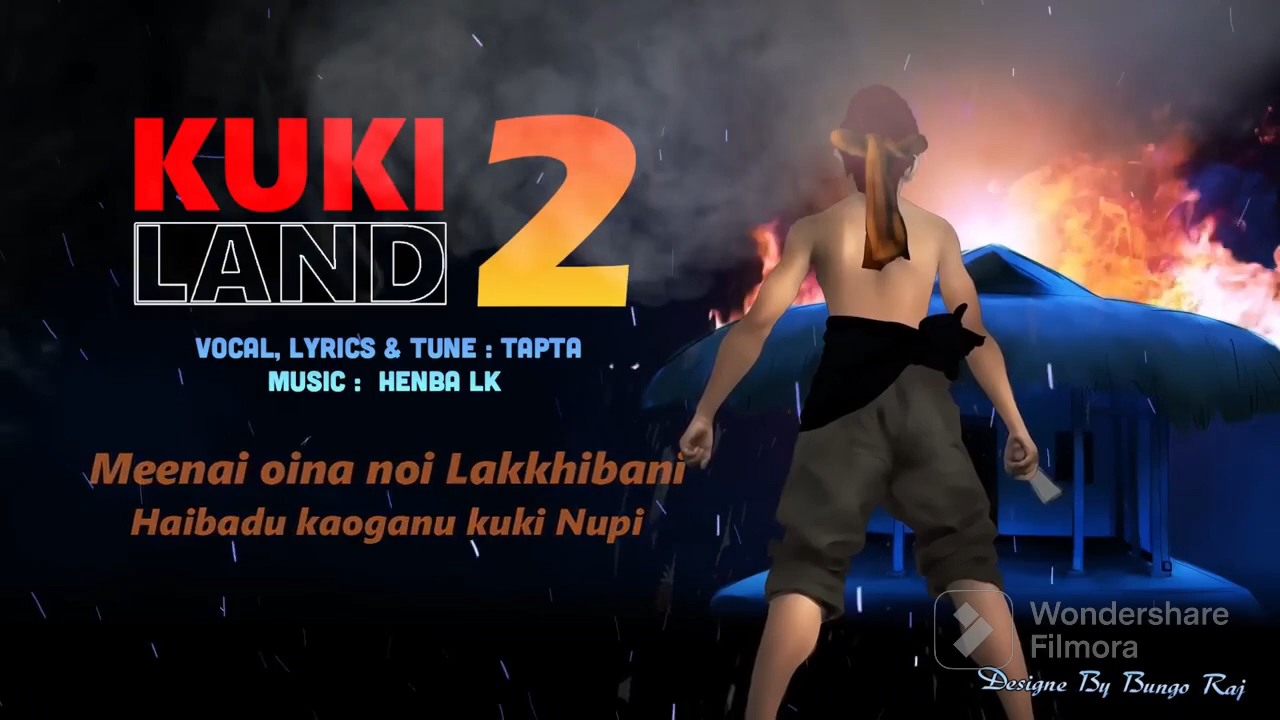 KUKI
LAND
2
VOCAL, LYRICS & TUNE : TAPTA
MUSIC : HENBA LK
Meenai oina noi Lakkhibani
Haibadu kaoganu kuki Nupi
Wondershare
Filmora
Designe By Bungo Raj